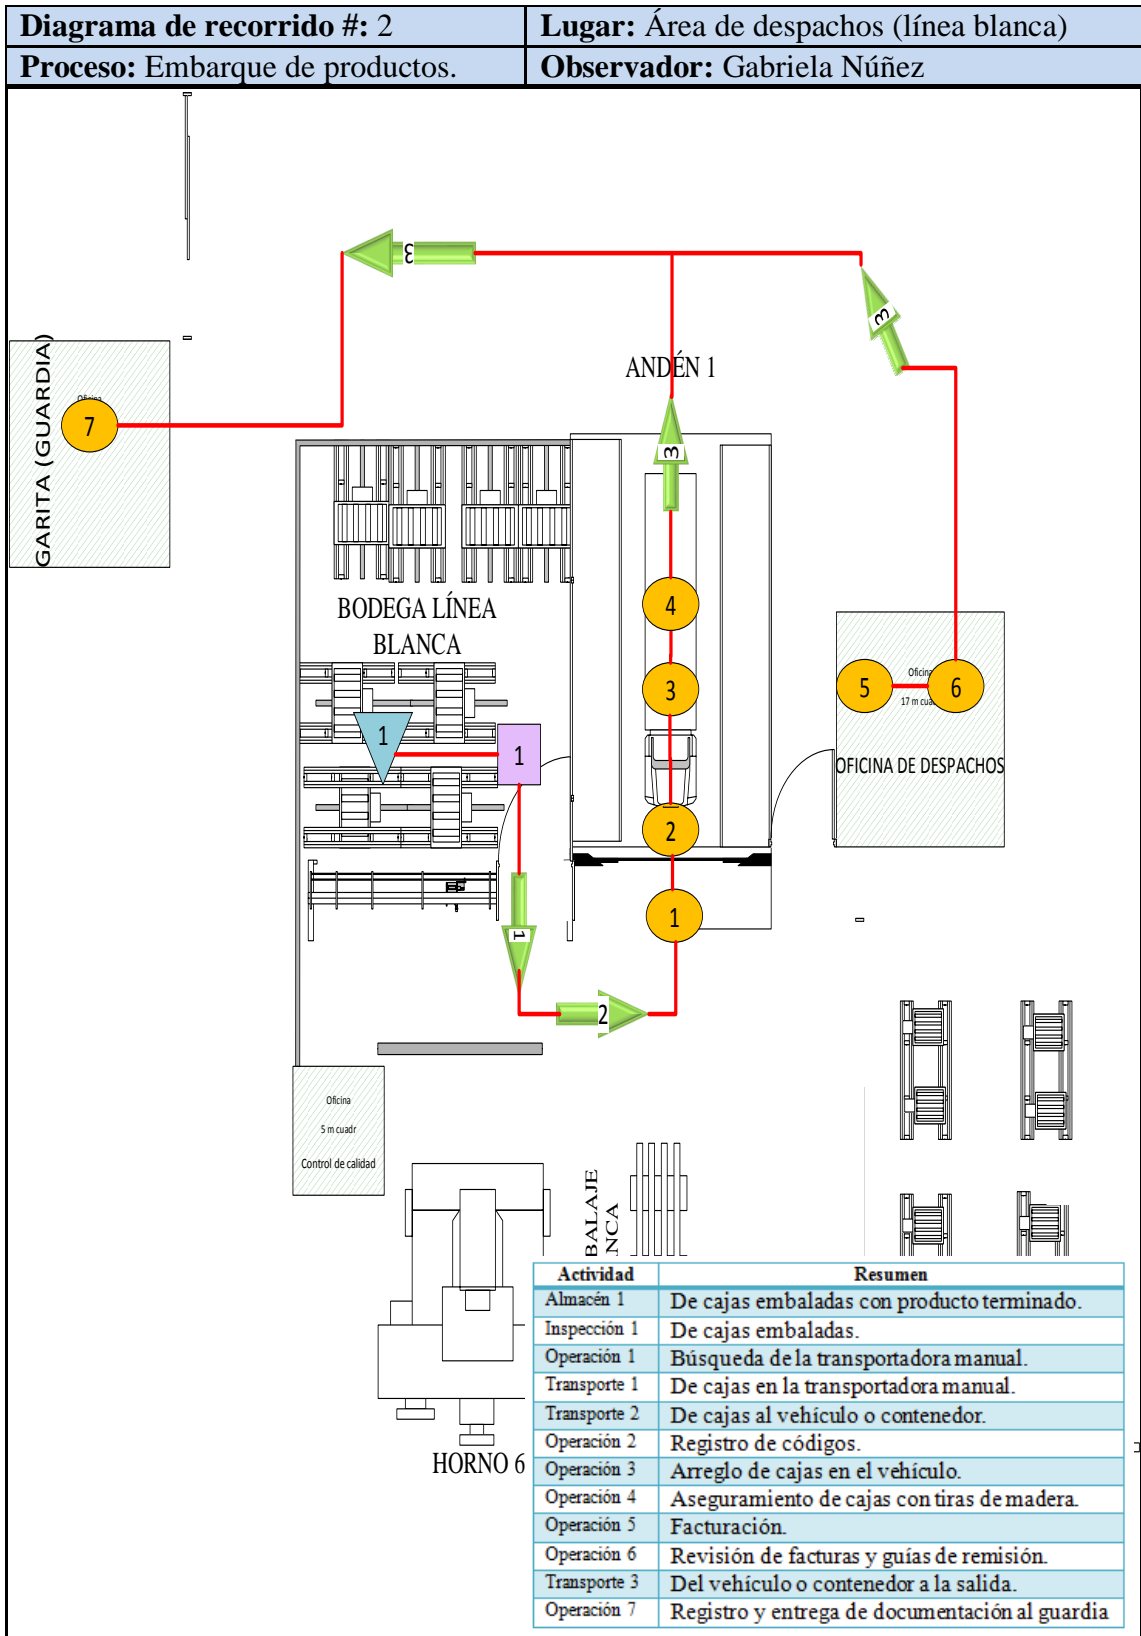 Diagrama de recorrido #: 2
Lugar: Área de despachos (línea blanca)
Proceso: Embarque de productos.
Observador: Gabriela Núñez
3
3
ANDÉN 1
GARITA (GUARDIA)
Oficina
7
3
BODEGA LÍNEA
BLANCA
4
3
5
6
Oficina
17 m cuad
OFICINA DE DESPACHOS
1
1
2
1
1
2
Oficina
5 m cuadr
Control de calidad
BALAJE
NCA
HORNO 6
Actividad Resumen
Almacén 1 De cajas embaladas con producto terminado.
Inspección 1 De cajas embaladas.
Operación 1 Búsqueda de la transportadora manual.
Transporte 1 De cajas en la transportadora manual.
Transporte 2 De cajas al vehículo o contenedor.
Operación 2 Registro de códigos.
Operación 3 Arreglo de cajas en el vehículo.
Operación 4 Aseguramiento de cajas con tiras de madera.
Operación 5 Facturación.
Operación 6 Revisión de facturas y guías de remisión.
Transporte 3 Del vehículo o contenedor a la salida.
Operación 7 Registro y entrega de documentación al guardia